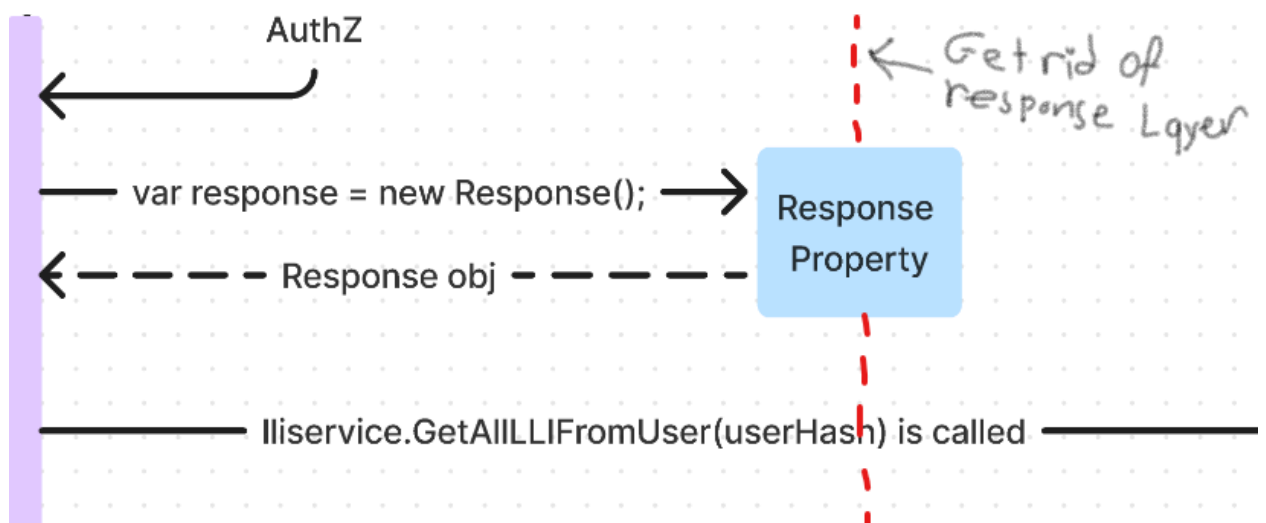 AuthZ
Get rid of
response Layer
var response = new Response();
Response
Property
Response obj
lliservice.GetAllLLIFromUser(userHash) is called